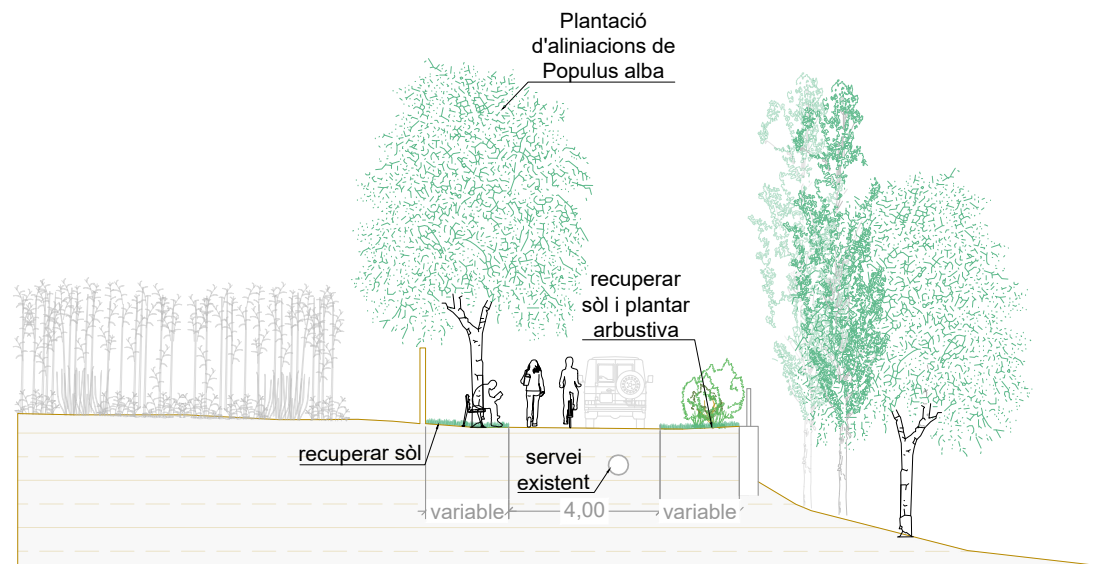 Plantació
d'aliniacions de
Populus alba
recuperar
sòl i plantar
arbustiva
recuperar sòl
servei
existent
variable
4,00
variable